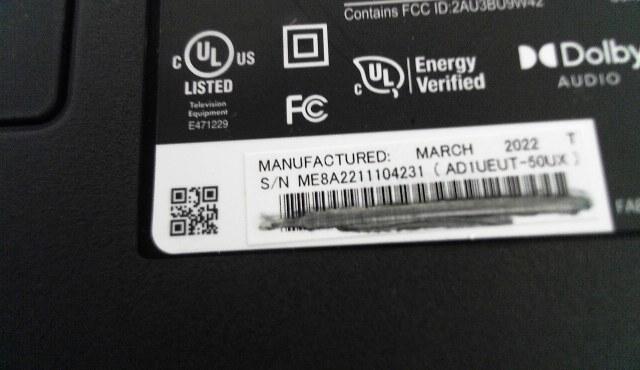 Contains FCC ID:2AU3BU9W42
C UL US
LISTED
Television
Equipment
E471229
FC
C UL Energy
Verified
Dolby
AUDIO
MANUFACTURED: MARCH 2022 T
S/N ME8A2211104231 ( AD1UEUT-50UX )